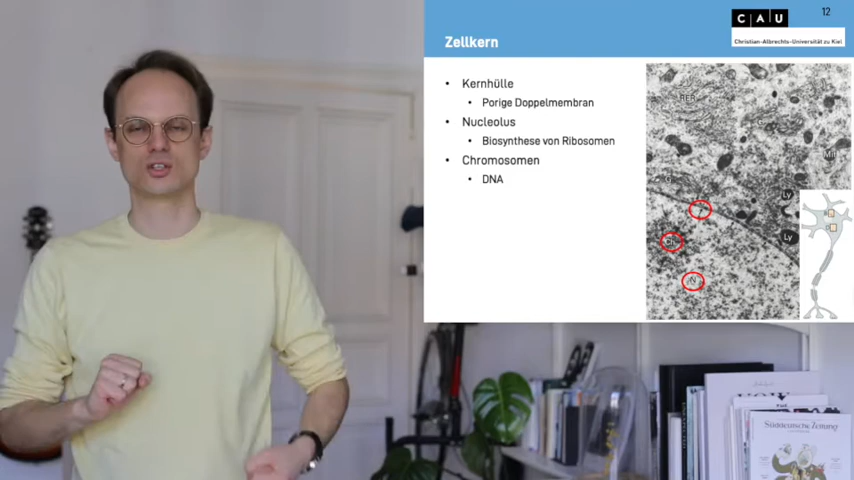 12
CAU
Christian-Albrechts-Universität zu Kiel
Zellkern
• Kernhülle
• Porige Doppelmembran
• Nucleolus
• Biosynthese von Ribosomen
• Chromosomen
• DNA
RER
Mit
Ly
Ly
N
Süddeutsche Zeitung